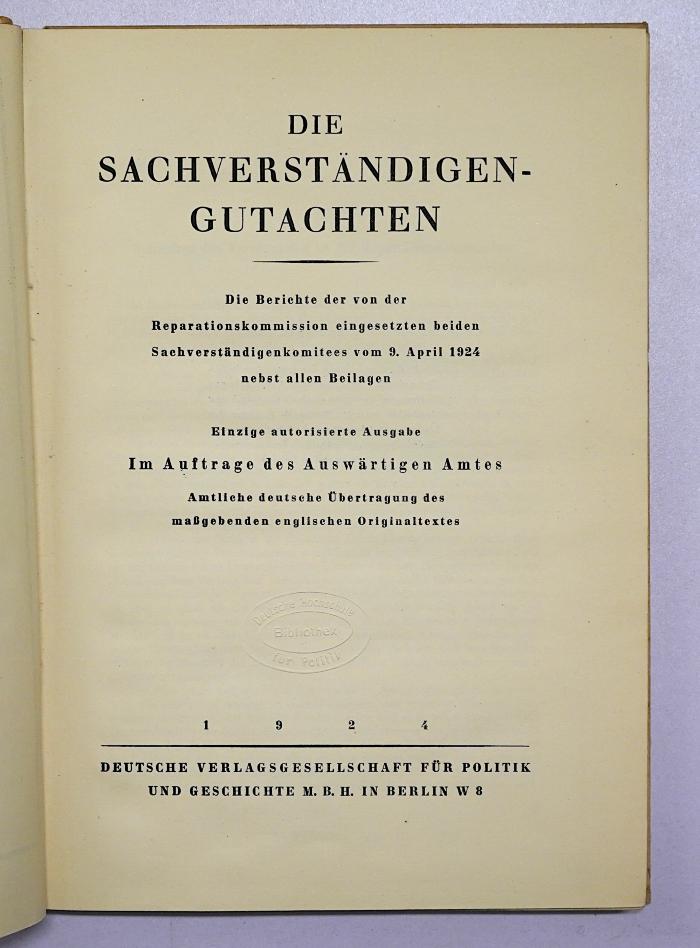 DIE
SACHVERSTÄNDIGEN-
GUTACHTEN
Die Berichte der von der
Reparationskommission eingesetzten beiden
Sachverständigenkomitees vom 9. April 1924
nebst allen Beilagen
Einzige autorisierte Ausgabe
Im Auftrage des Auswärtigen Amtes
Amtliche deutsche Übertragung des
maßgebenden englischen Originaltextes
Deutsche Hochschule
Bibliothek
für Politik
1 9 2 4
DEUTSCHE VERLAGSGESELLSCHAFT FÜR POLITIK
UND GESCHICHTE M. B. H. IN BERLIN W 8